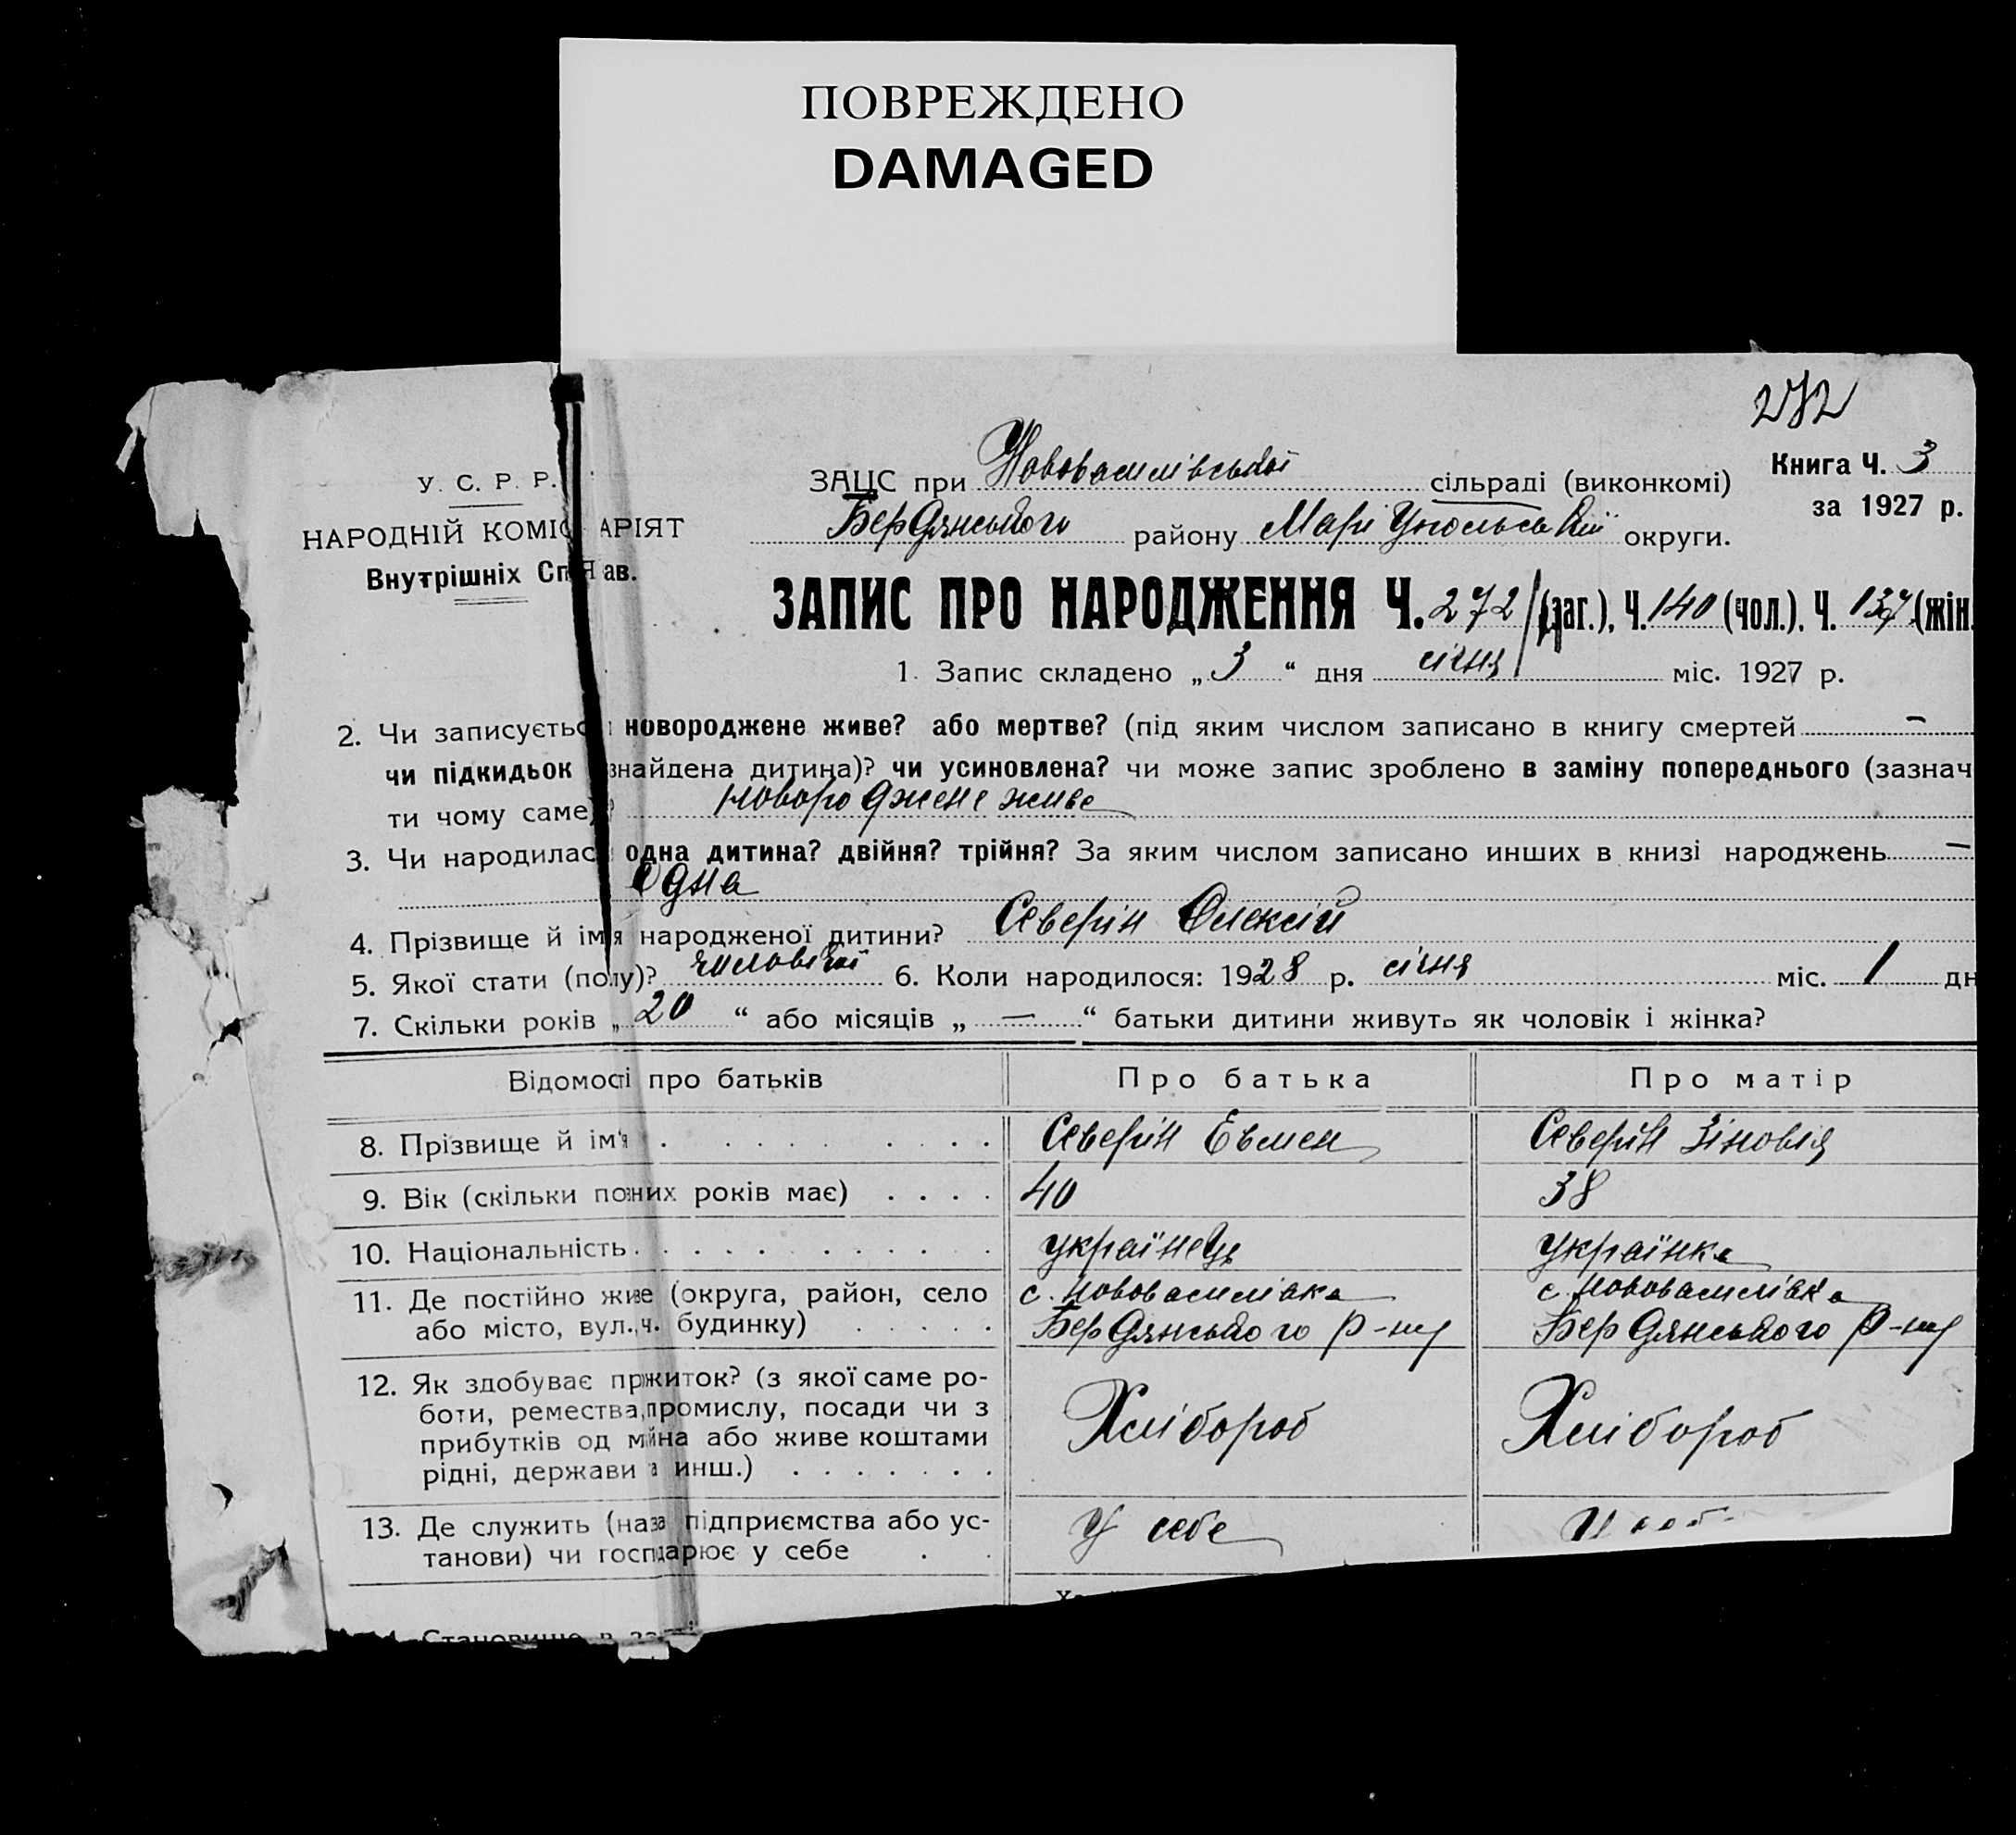 ПОВРЕЖДЕНО
DAMAGED
272
У. С. Р. Р.
НАРОДНІЙ КОМІС АРІЯТ
Внутрішніх Сп ав.
ЗАЦС при Нововасилівської сільраді (виконкомі)
Книга Ч. 3
за 1927 р.
Бердянського району Маріупольської округи.
ЗАПИС ПРО НАРОДЖЕННЯ Ч. 272 (заг.), Ч. 140 (чол.), Ч. (жін.
1. Запис складено „ 3 “ дня січня міс. 1927 р.
2. Чи записується новороджене живе? або мертве? (під яким числом записано в книгу смертей –
чи підкидьок знайдена дитина)? чи усиновлена? чи може запис зроблено в заміну попереднього (зазнач
ти чому саме)? новороджене живе
3. Чи народилась одна дитина? двійня? трійня? За яким числом записано инших в книзі народжень –
Одна
4. Прізвище й ім'я народженої дитини? Северін Олексій
5. Якої стати (полу)? чоловічої 6. Коли народилося: 1928 р. січня міс. 1 дн
7. Скільки років „ 20 “ або місяців „ — “ батьки дитини живуть як чоловік і жінка?
Відомості про батьків Про батька Про матір
8. Прізвище й ім'я Северін Евмен Северін Зіновія
9. Вік (скільки повних років має) 40 38
10. Національність українець українка
11. Де постійно живе (округа, район, село с. Нововасилівка с. Нововасилівка
або місто, вул., ч. будинку) Бердянського р-ну Бердянського р-ну
12. Як здобуває прожиток? (з якої саме ро-
боти, ремества, промислу, посади чи з Хлібороб Хлібороб
прибутків од майна або живе коштами
рідні, держави та инш.)
13. Де служить (назва підприємства або ус- У себе
танови) чи господарює у себе
Становище в за